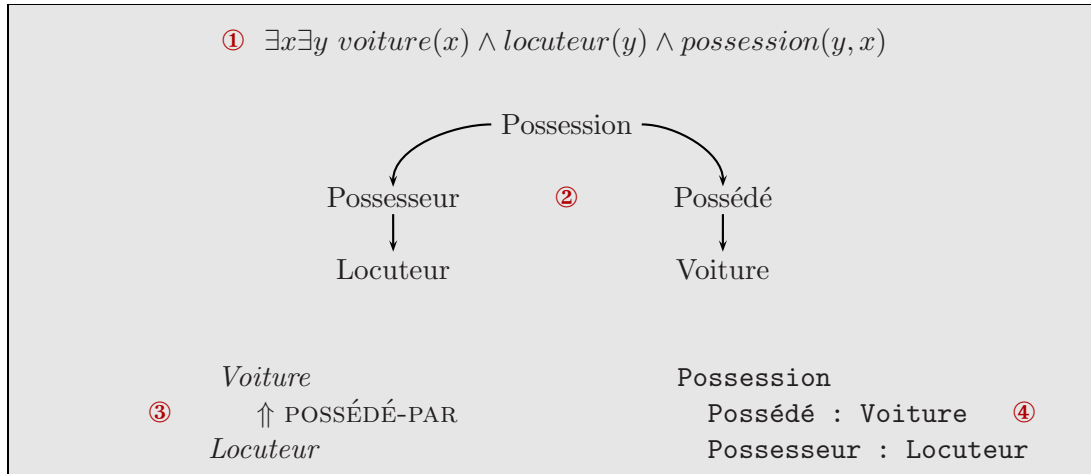 ① ∃x∃y voiture(x) ∧ locuteur(y) ∧ possession(y, x)
Possession
Possesseur ② Possédé
Locuteur Voiture
Voiture
③ ⇑ POSSÉDÉ-PAR
Locuteur
Possession
Possédé : Voiture ④
Possesseur : Locuteur